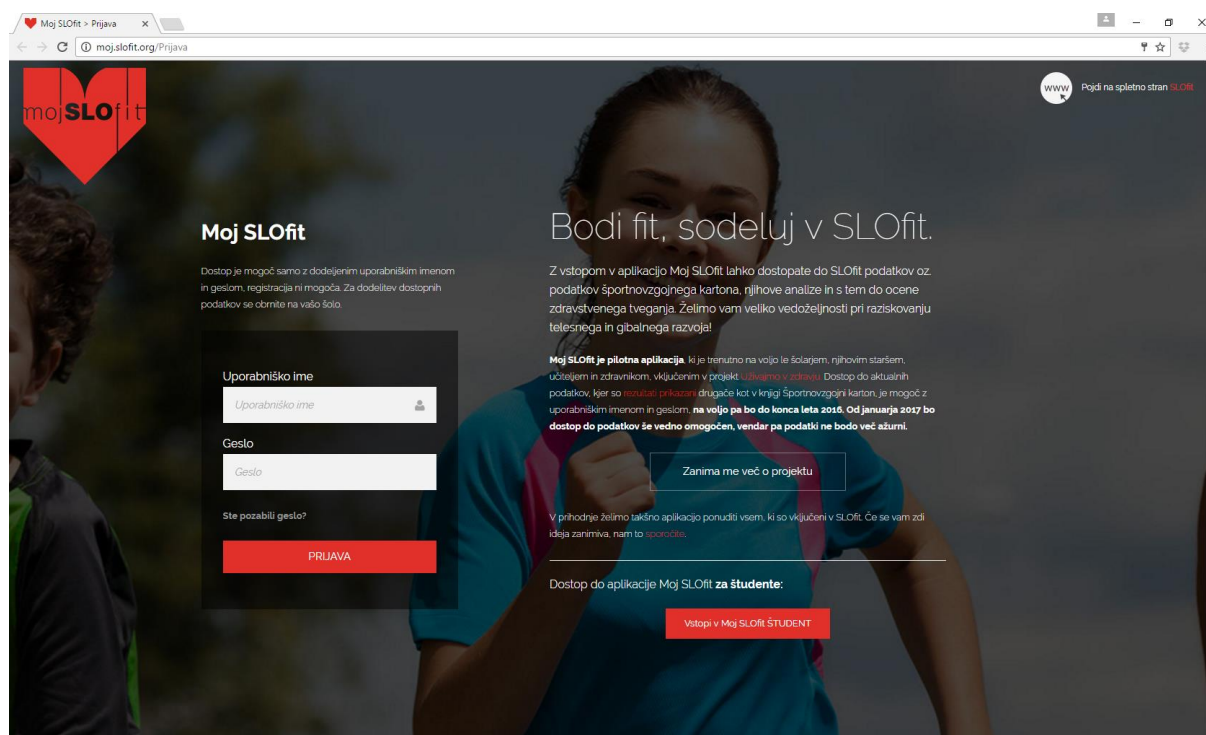 Moj SLOfit > Prijava
moj.slofit.org/Prijava
mojSLOfit
www
Pojdi na spletno stran SLOfit
Moj SLOfit
Dostop je mogoč samo z dodeljenim uporabniškim imenom
in geslom, registracija ni mogoča. Za dodelitev dostopnih
podatkov se obrnite na vašo šolo.
Uporabniško ime
Uporabniško ime
Geslo
Geslo
Ste pozabili geslo?
PRIJAVA
Bodi fit, sodeluj v SLOfit.
Z vstopom v aplikacijo Moj SLOfit lahko dostopate do SLOfit podatkov oz.
podatkov športnovzgojnega kartona, njihove analize in s tem do ocene
zdravstvenega tveganja. Želimo vam veliko vedoželjnosti pri raziskovanju
telesnega in gibalnega razvoja!
Moj SLOfit je pilotna aplikacija, ki je trenutno na voljo le šolarjem, njihovim staršem,
učiteljem in zdravnikom, vključenim v projekt Uživajmo v zdravju. Dostop do aktualnih
podatkov, kjer so rezultati prikazani drugače kot v knjigi Športnovzgojni karton, je mogoč z
uporabniškim imenom in geslom, na voljo pa bo do konca leta 2016. Od januarja 2017 bo
dostop do podatkov še vedno omogočen, vendar pa podatki ne bodo več ažurni.
Zanima me več o projektu
V prihodnje želimo takšno aplikacijo ponuditi vsem, ki so vključeni v SLOfit. Če se vam zdi
ideja zanimiva, nam to sporočite.
Dostop do aplikacije Moj SLOfit za študente:
Vstopi v Moj SLOfit ŠTUDENT